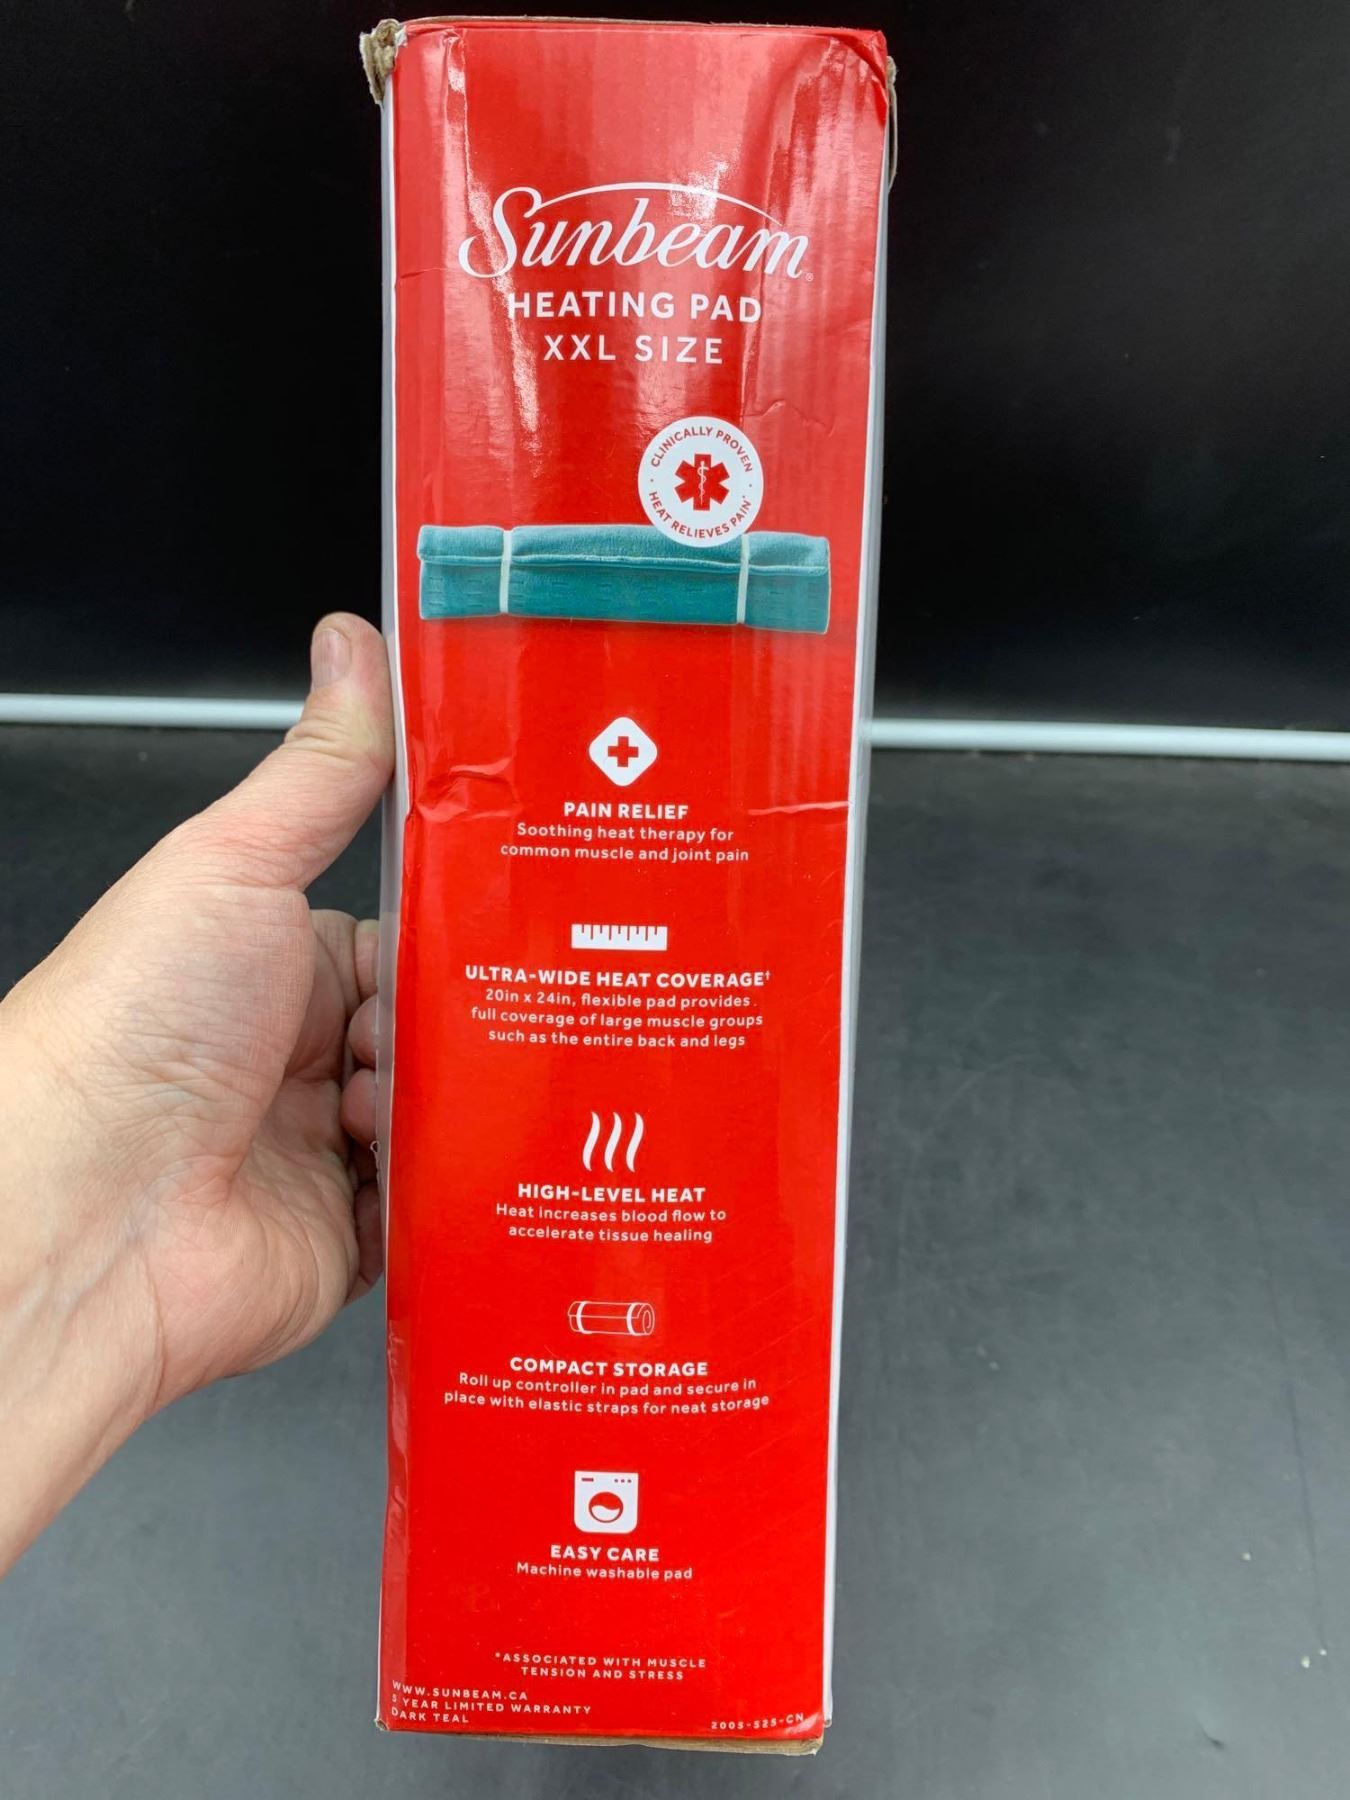 Sunbeam®
HEATING PAD
XXL SIZE
CLINICALLY PROVEN
HEAT RELIEVES PAIN*
PAIN RELIEF
Soothing heat therapy for
common muscle and joint pain
ULTRA-WIDE HEAT COVERAGE†
20in x 24in, flexible pad provides
full coverage of large muscle groups
such as the entire back and legs
HIGH-LEVEL HEAT
Heat increases blood flow to
accelerate tissue healing
COMPACT STORAGE
Roll up controller in pad and secure in
place with elastic straps for neat storage
EASY CARE
Machine washable pad
*ASSOCIATED WITH MUSCLE
TENSION AND STRESS
WWW.SUNBEAM.CA
5 YEAR LIMITED WARRANTY
DARK TEAL
2005-525-CN